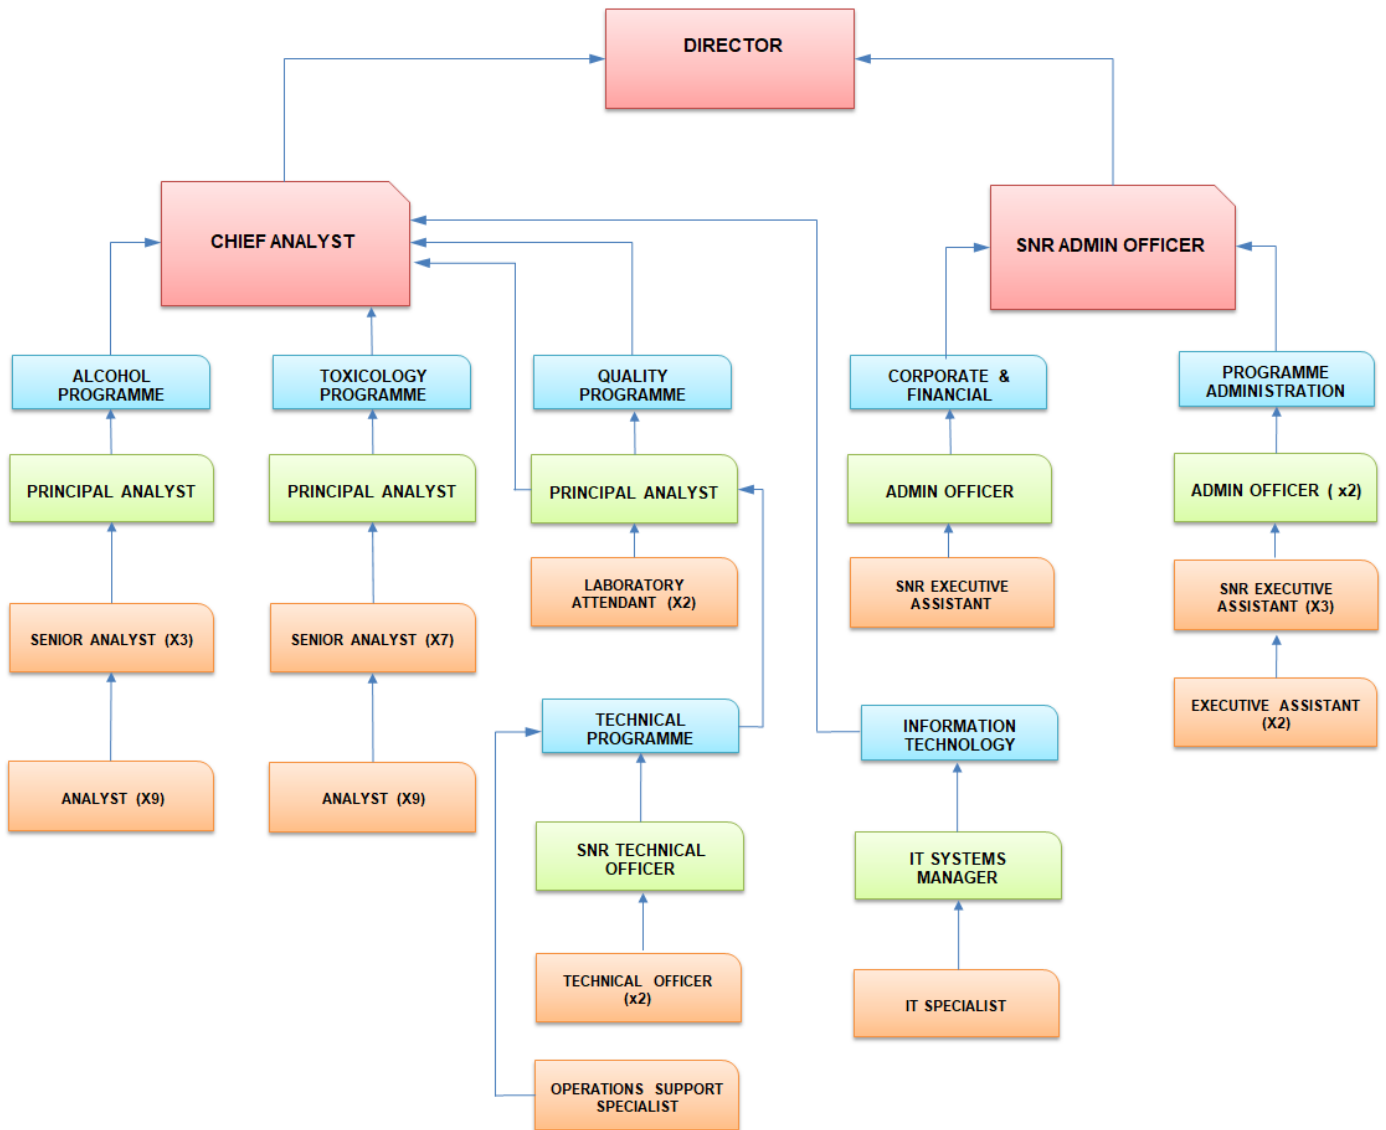 DIRECTOR
CHIEF ANALYST
SNR ADMIN OFFICER
ALCOHOL
PROGRAMME
TOXICOLOGY
PROGRAMME
QUALITY
PROGRAMME
CORPORATE &
FINANCIAL
PROGRAMME
ADMINISTRATION
PRINCIPAL ANALYST
PRINCIPAL ANALYST
PRINCIPAL ANALYST
ADMIN OFFICER
ADMIN OFFICER ( x2)
LABORATORY
ATTENDANT (X2)
SNR EXECUTIVE
ASSISTANT
SNR EXECUTIVE
ASSISTANT (X3)
SENIOR ANALYST (X3)
SENIOR ANALYST (X7)
EXECUTIVE ASSISTANT
(X2)
TECHNICAL
PROGRAMME
INFORMATION
TECHNOLOGY
ANALYST (X9)
ANALYST (X9)
SNR TECHNICAL
OFFICER
IT SYSTEMS
MANAGER
TECHNICAL OFFICER
(x2)
IT SPECIALIST
OPERATIONS SUPPORT
SPECIALIST